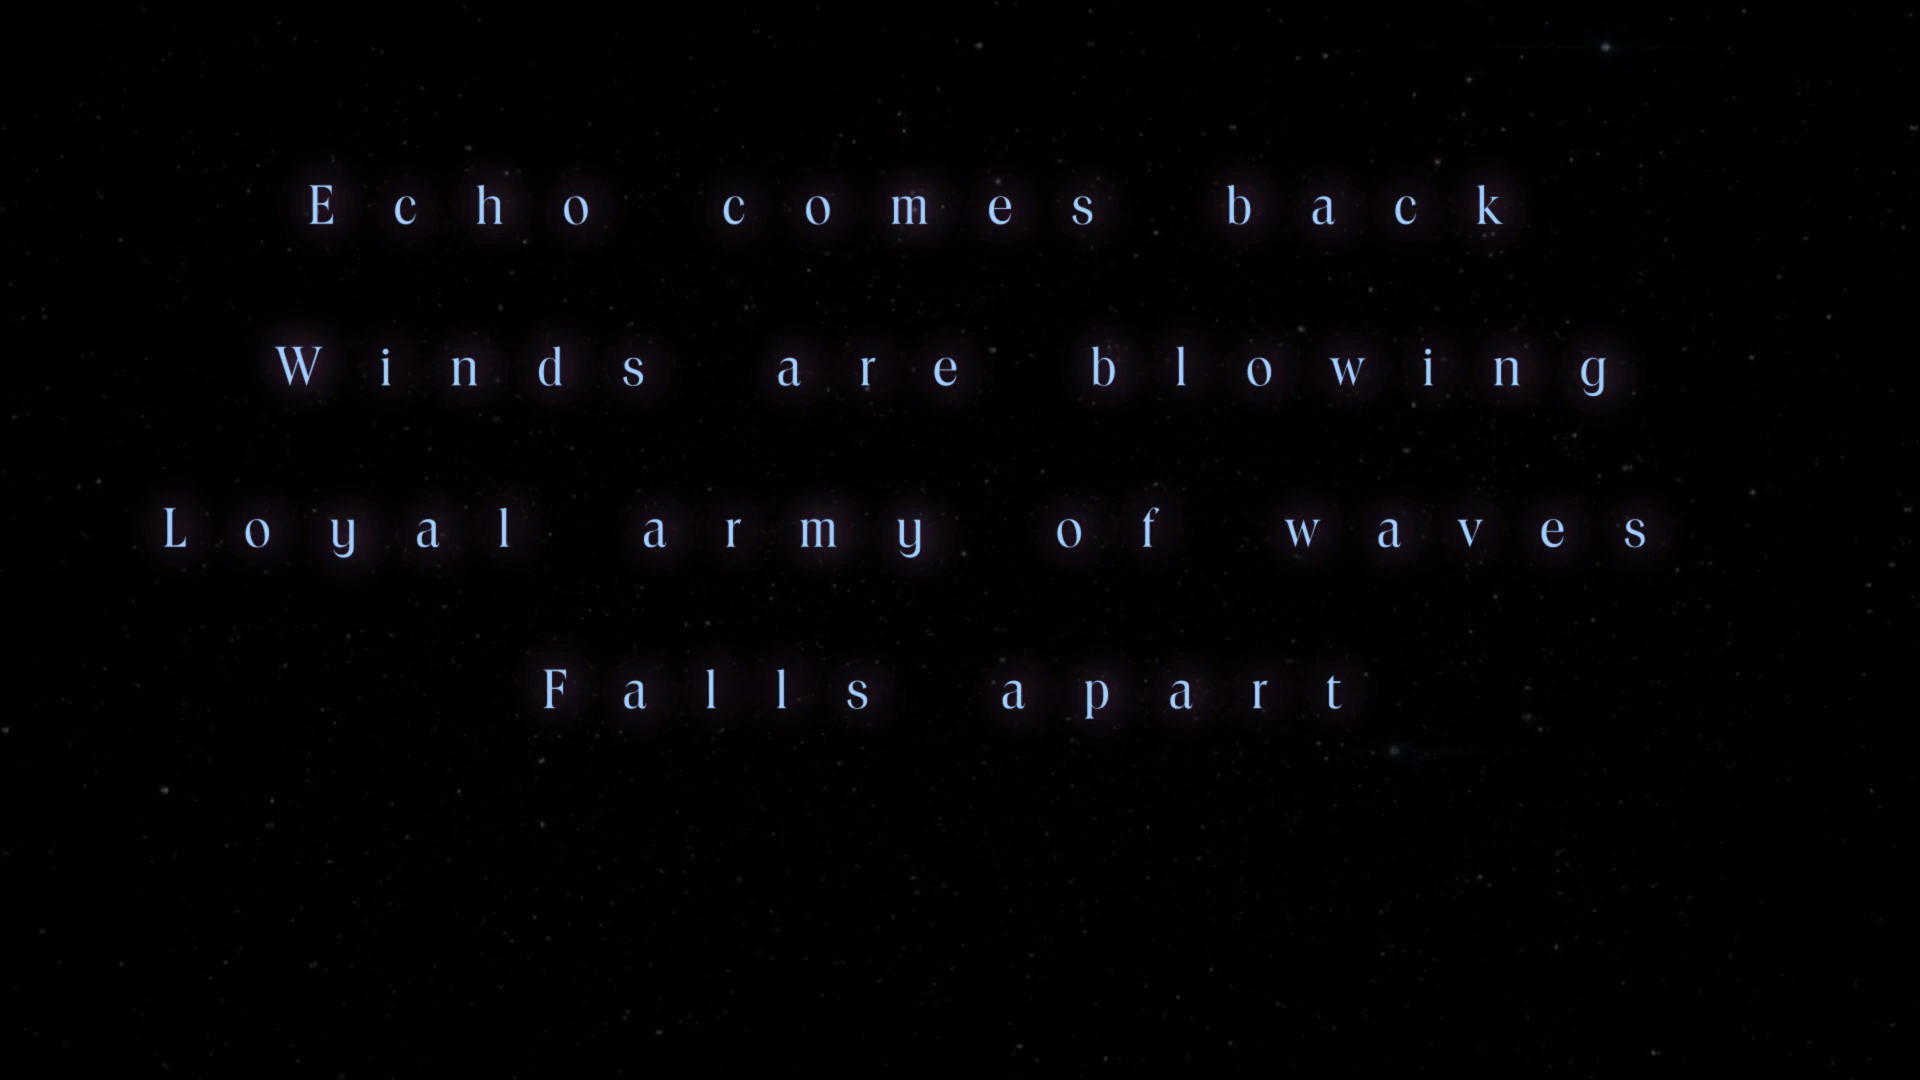 Echo comes back
Winds are blowing
Loyal army of waves
Falls apart